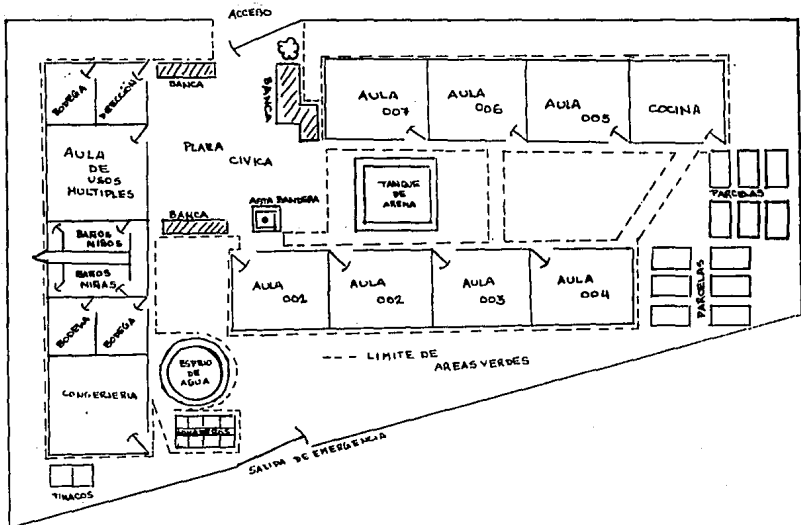 ACCESO
BODEGA
DIRECCIÓN
BANCA
BANCA
AULA
007
AULA
006
AULA
005
COCINA
AULA
DE
USOS
MULTIPLES
PLAZA
CIVICA
TANQUE
DE
ARENA
PARCELAS
BANCA
ASTA BANDERA
BAÑOS
NIÑOS
BAÑOS
NIÑAS
AULA
001
AULA
002
AULA
003
AULA
004
PARCELAS
BODEGA
BODEGA
ESPEJO
DE
AGUA
LIMITE DE
AREAS VERDES
CONSERJERIA
SALIDA DE EMERGENCIA
TINACOS